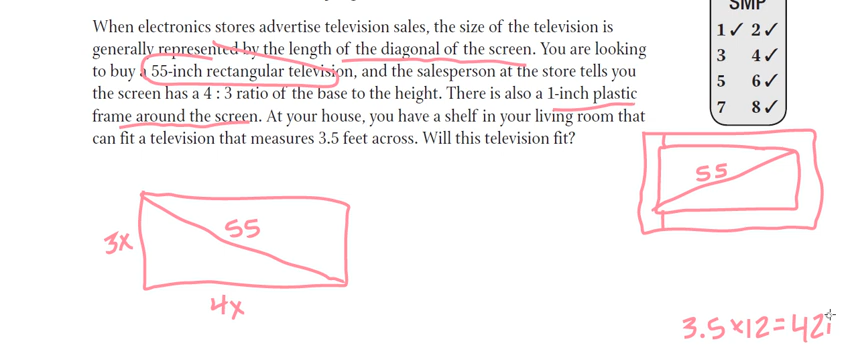 SMP
When electronics stores advertise television sales, the size of the television is
generally represented by the length of the diagonal of the screen. You are looking
to buy a 55-inch rectangular television, and the salesperson at the store tells you
the screen has a 4 : 3 ratio of the base to the height. There is also a 1-inch plastic
frame around the screen. At your house, you have a shelf in your living room that
can fit a television that measures 3.5 feet across. Will this television fit?
1✓ 2✓
3 4✓
5 6✓
7 8✓
55
55
3x
4x
3.5×12=42i